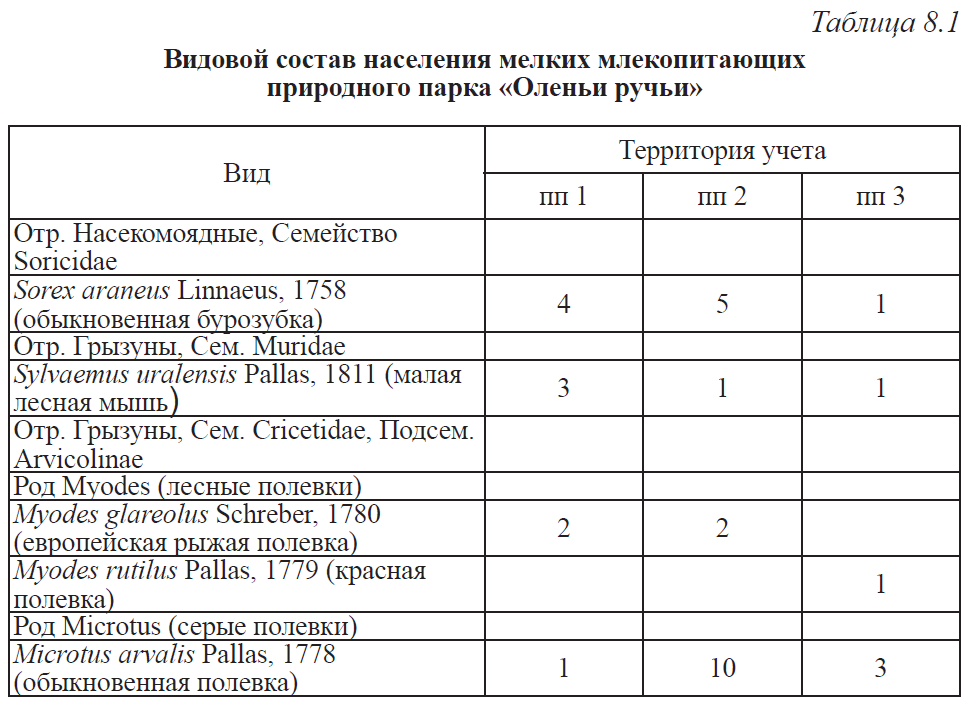 Таблица 8.1
Видовой состав населения мелких млекопитающих
природного парка «Оленьи ручьи»
Вид
Территория учета
пп 1 пп 2 пп 3
Отр. Насекомоядные, Семейство
Soricidae
Sorex araneus Linnaeus, 1758
(обыкновенная бурозубка)
4 5 1
Отр. Грызуны, Сем. Muridae
Sylvaemus uralensis Pallas, 1811 (малая
лесная мышь)
3 1 1
Отр. Грызуны, Сем. Cricetidae, Подсем.
Arvicolinae
Род Myodes (лесные полевки)
Myodes glareolus Schreber, 1780
(европейская рыжая полевка)
2 2
Myodes rutilus Pallas, 1779 (красная
полевка)
1
Род Microtus (серые полевки)
Microtus arvalis Pallas, 1778
(обыкновенная полевка)
1 10 3